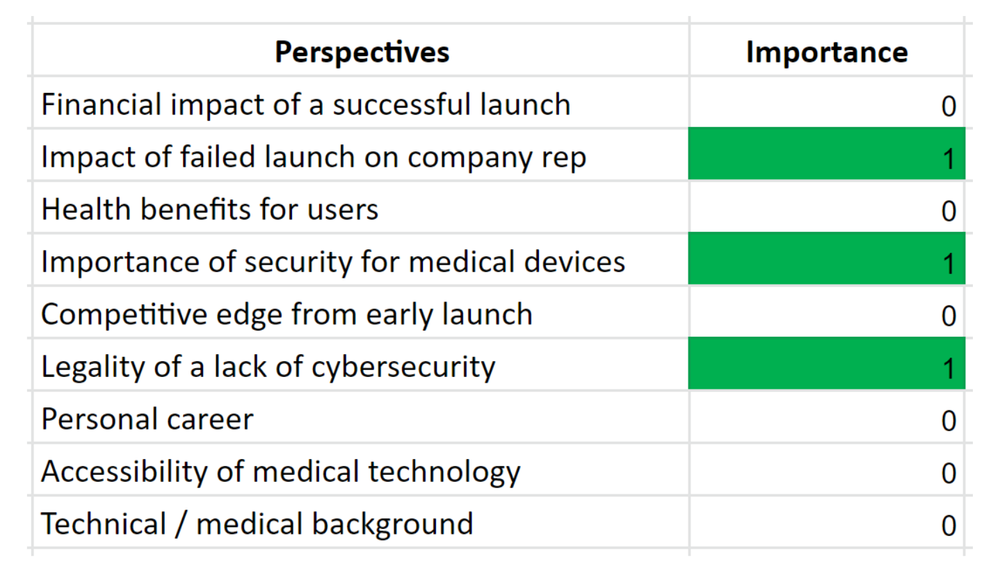 Perspectives Importance
Financial impact of a successful launch 0
Impact of failed launch on company rep 1
Health benefits for users 0
Importance of security for medical devices 1
Competitive edge from early launch 0
Legality of a lack of cybersecurity 1
Personal career 0
Accessibility of medical technology 0
Technical / medical background 0